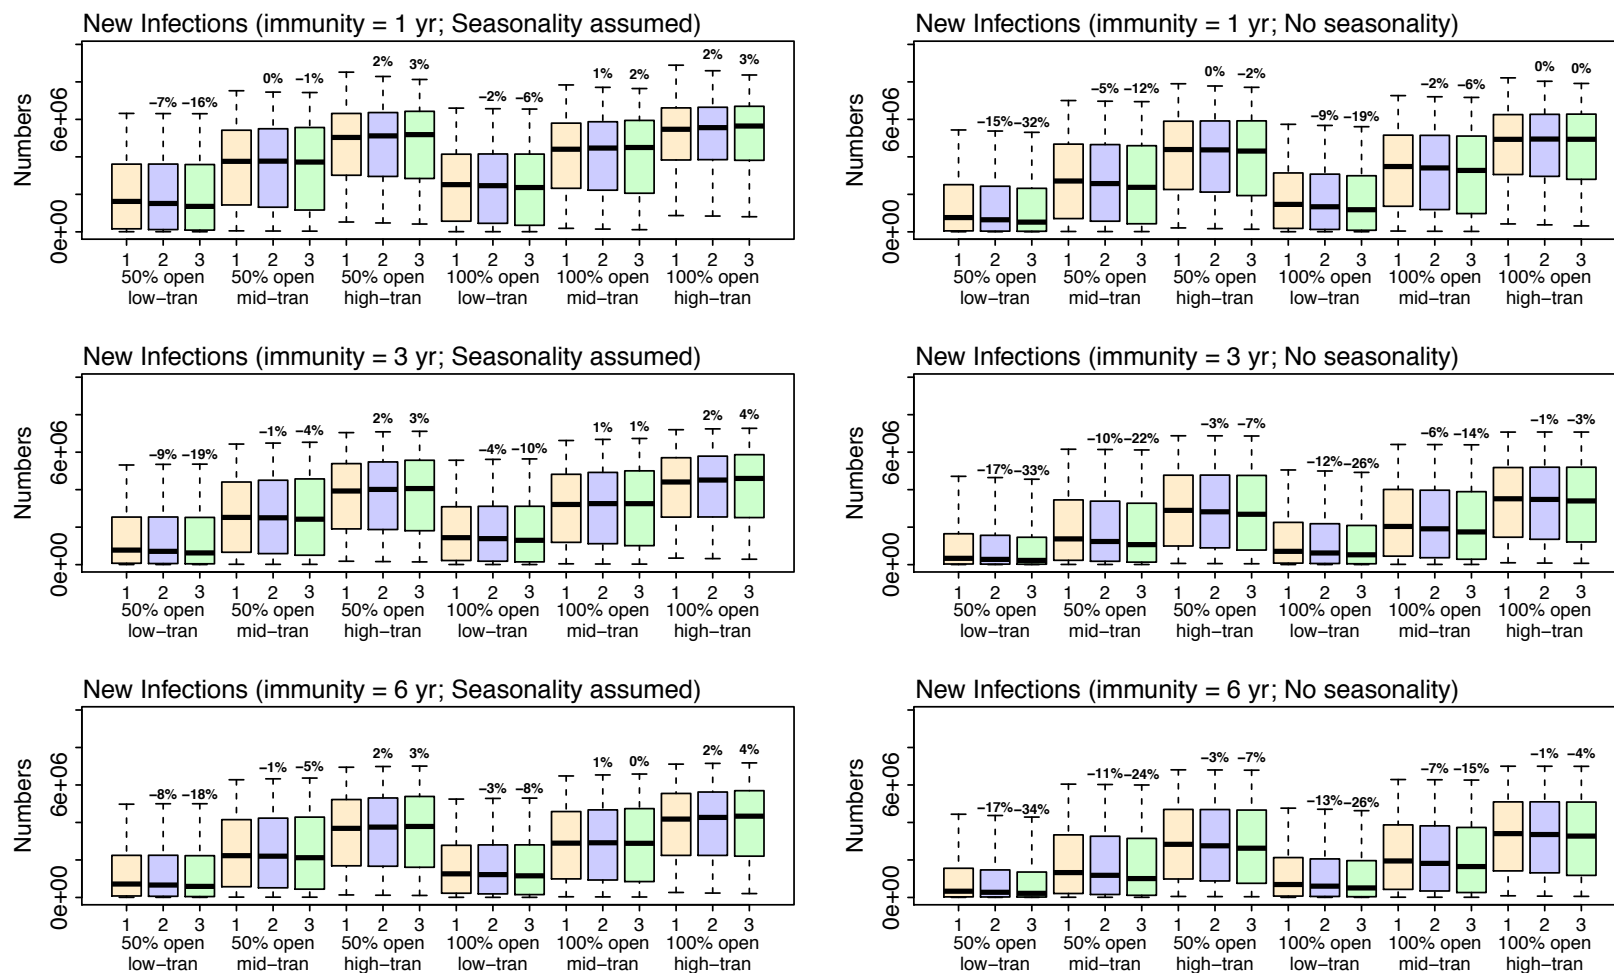 New Infections (immunity = 1 yr; Seasonality assumed)
Numbers
6e+06
0e+00
−7% −16% 0% −1% 2% 3% −2% −6% 1% 2% 2% 3%
1 2 3 1 2 3 1 2 3 1 2 3 1 2 3 1 2 3
50% open 50% open 50% open 100% open 100% open 100% open
low−tran mid−tran high−tran low−tran mid−tran high−tran
New Infections (immunity = 1 yr; No seasonality)
Numbers
6e+06
0e+00
−15% −32% −5% −12% 0% −2% −9% −19% −2% −6% 0% 0%
1 2 3 1 2 3 1 2 3 1 2 3 1 2 3 1 2 3
50% open 50% open 50% open 100% open 100% open 100% open
low−tran mid−tran high−tran low−tran mid−tran high−tran
New Infections (immunity = 3 yr; Seasonality assumed)
Numbers
6e+06
0e+00
−9% −19% −1% −4% 2% 3% −4% −10% 1% 1% 2% 4%
1 2 3 1 2 3 1 2 3 1 2 3 1 2 3 1 2 3
50% open 50% open 50% open 100% open 100% open 100% open
low−tran mid−tran high−tran low−tran mid−tran high−tran
New Infections (immunity = 3 yr; No seasonality)
Numbers
6e+06
0e+00
−17% −33% −10% −22% −3% −7% −12% −26% −6% −14% −1% −3%
1 2 3 1 2 3 1 2 3 1 2 3 1 2 3 1 2 3
50% open 50% open 50% open 100% open 100% open 100% open
low−tran mid−tran high−tran low−tran mid−tran high−tran
New Infections (immunity = 6 yr; Seasonality assumed)
Numbers
6e+06
0e+00
−8% −18% −1% −5% 2% 3% −3% −8% 1% 0% 2% 4%
1 2 3 1 2 3 1 2 3 1 2 3 1 2 3 1 2 3
50% open 50% open 50% open 100% open 100% open 100% open
low−tran mid−tran high−tran low−tran mid−tran high−tran
New Infections (immunity = 6 yr; No seasonality)
Numbers
6e+06
0e+00
−17% −34% −11% −24% −3% −7% −13% −26% −7% −15% −1% −4%
1 2 3 1 2 3 1 2 3 1 2 3 1 2 3 1 2 3
50% open 50% open 50% open 100% open 100% open 100% open
low−tran mid−tran high−tran low−tran mid−tran high−tran